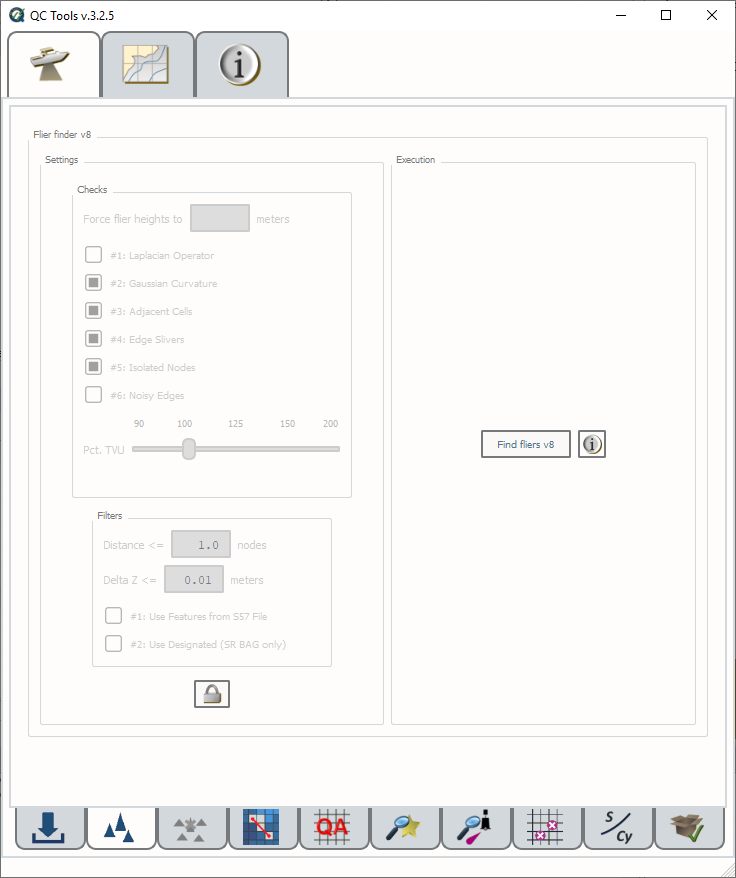 QC Tools v.3.2.5
Flier finder v8
Settings
Execution
Checks
Force flier heights to meters
#1: Laplacian Operator
#2: Gaussian Curvature
#3: Adjacent Cells
#4: Edge Slivers
#5: Isolated Nodes
#6: Noisy Edges
90 100 125 150 200
Pct. TVU
Find fliers v8
Filters
Distance <= 1.0 nodes
Delta Z <= 0.01 meters
#1: Use Features from S57 File
#2: Use Designated (SR BAG only)
QA
S/Cy